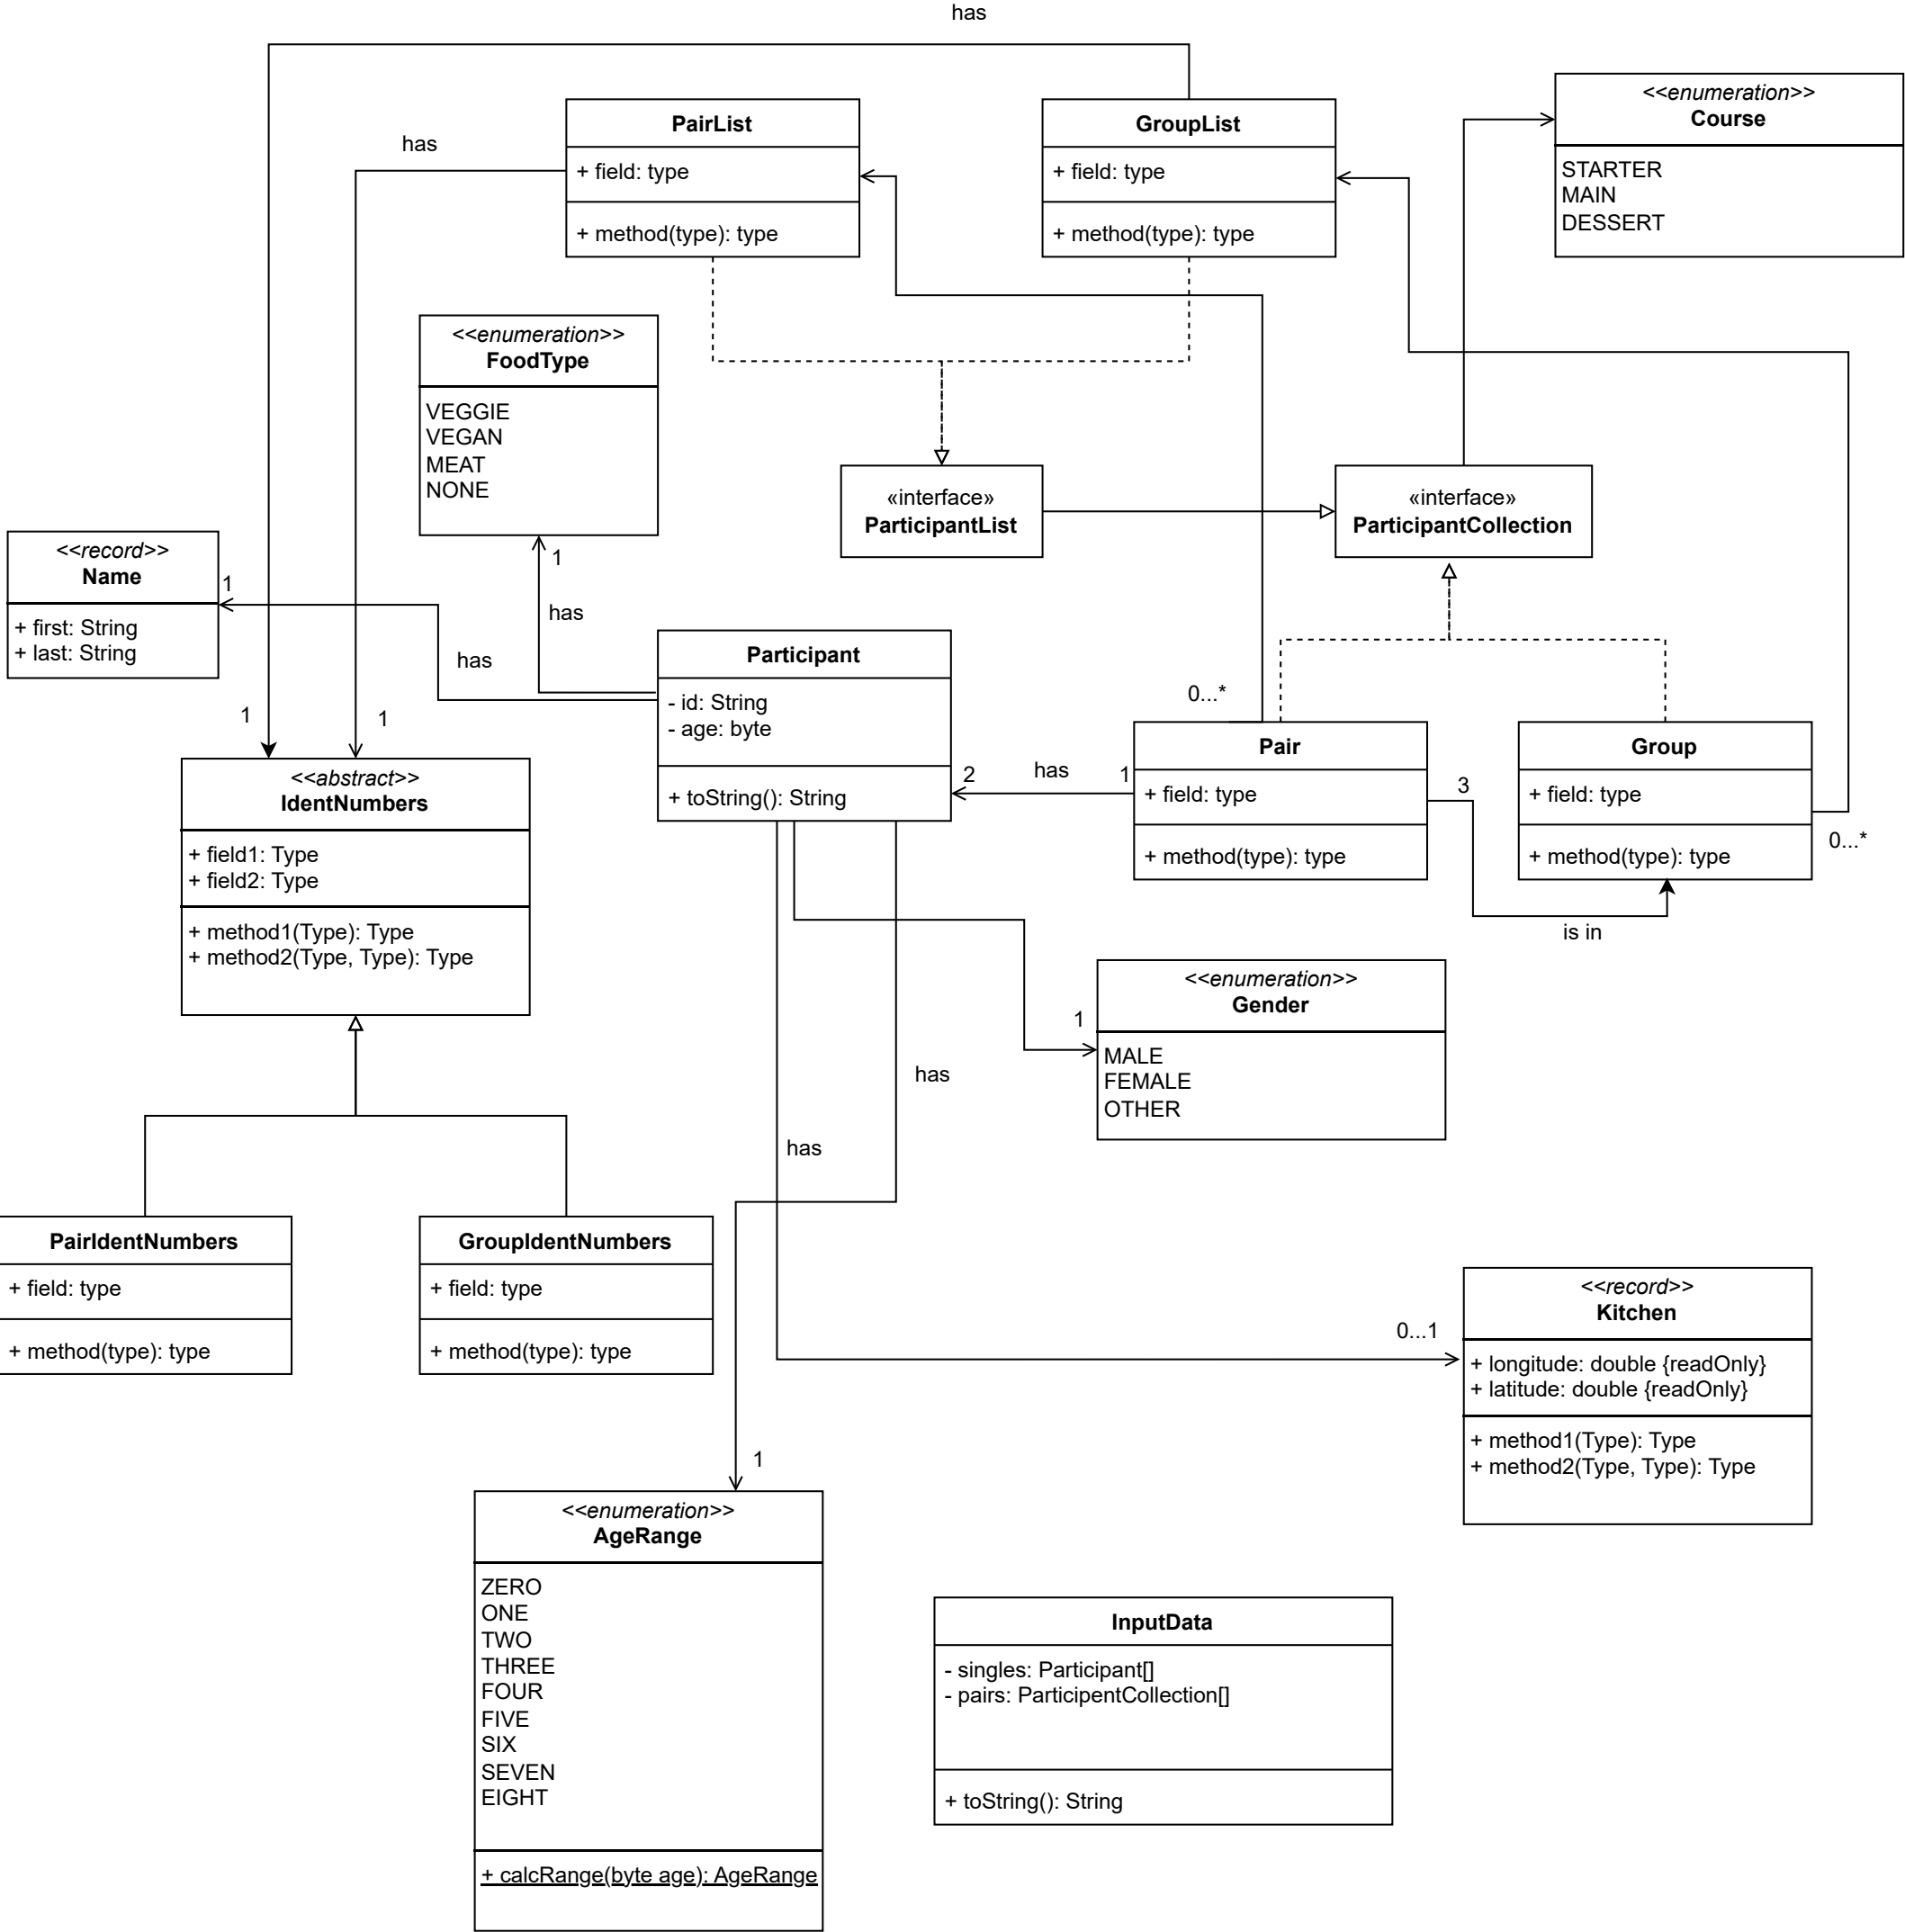 has
PairList
+ field: type
+ method(type): type
GroupList
+ field: type
+ method(type): type
<<enumeration>>
Course
STARTER
MAIN
DESSERT
has
<<enumeration>>
FoodType
VEGGIE
VEGAN
MEAT
NONE
«interface»
ParticipantList
«interface»
ParticipantCollection
<<record>>
Name
+ first: String
+ last: String
1
1
has
has
Participant
- id: String
- age: byte
+ toString(): String
0...*
1
1
2
has
1
Pair
+ field: type
+ method(type): type
3
Group
+ field: type
+ method(type): type
0...*
is in
<<abstract>>
IdentNumbers
+ field1: Type
+ field2: Type
+ method1(Type): Type
+ method2(Type, Type): Type
<<enumeration>>
Gender
MALE
FEMALE
OTHER
1
has
has
PairIdentNumbers
+ field: type
+ method(type): type
GroupIdentNumbers
+ field: type
+ method(type): type
0...1
<<record>>
Kitchen
+ longitude: double {readOnly}
+ latitude: double {readOnly}
+ method1(Type): Type
+ method2(Type, Type): Type
1
<<enumeration>>
AgeRange
ZERO
ONE
TWO
THREE
FOUR
FIVE
SIX
SEVEN
EIGHT
+ calcRange(byte age): AgeRange
InputData
- singles: Participant[]
- pairs: ParticipentCollection[]
+ toString(): String